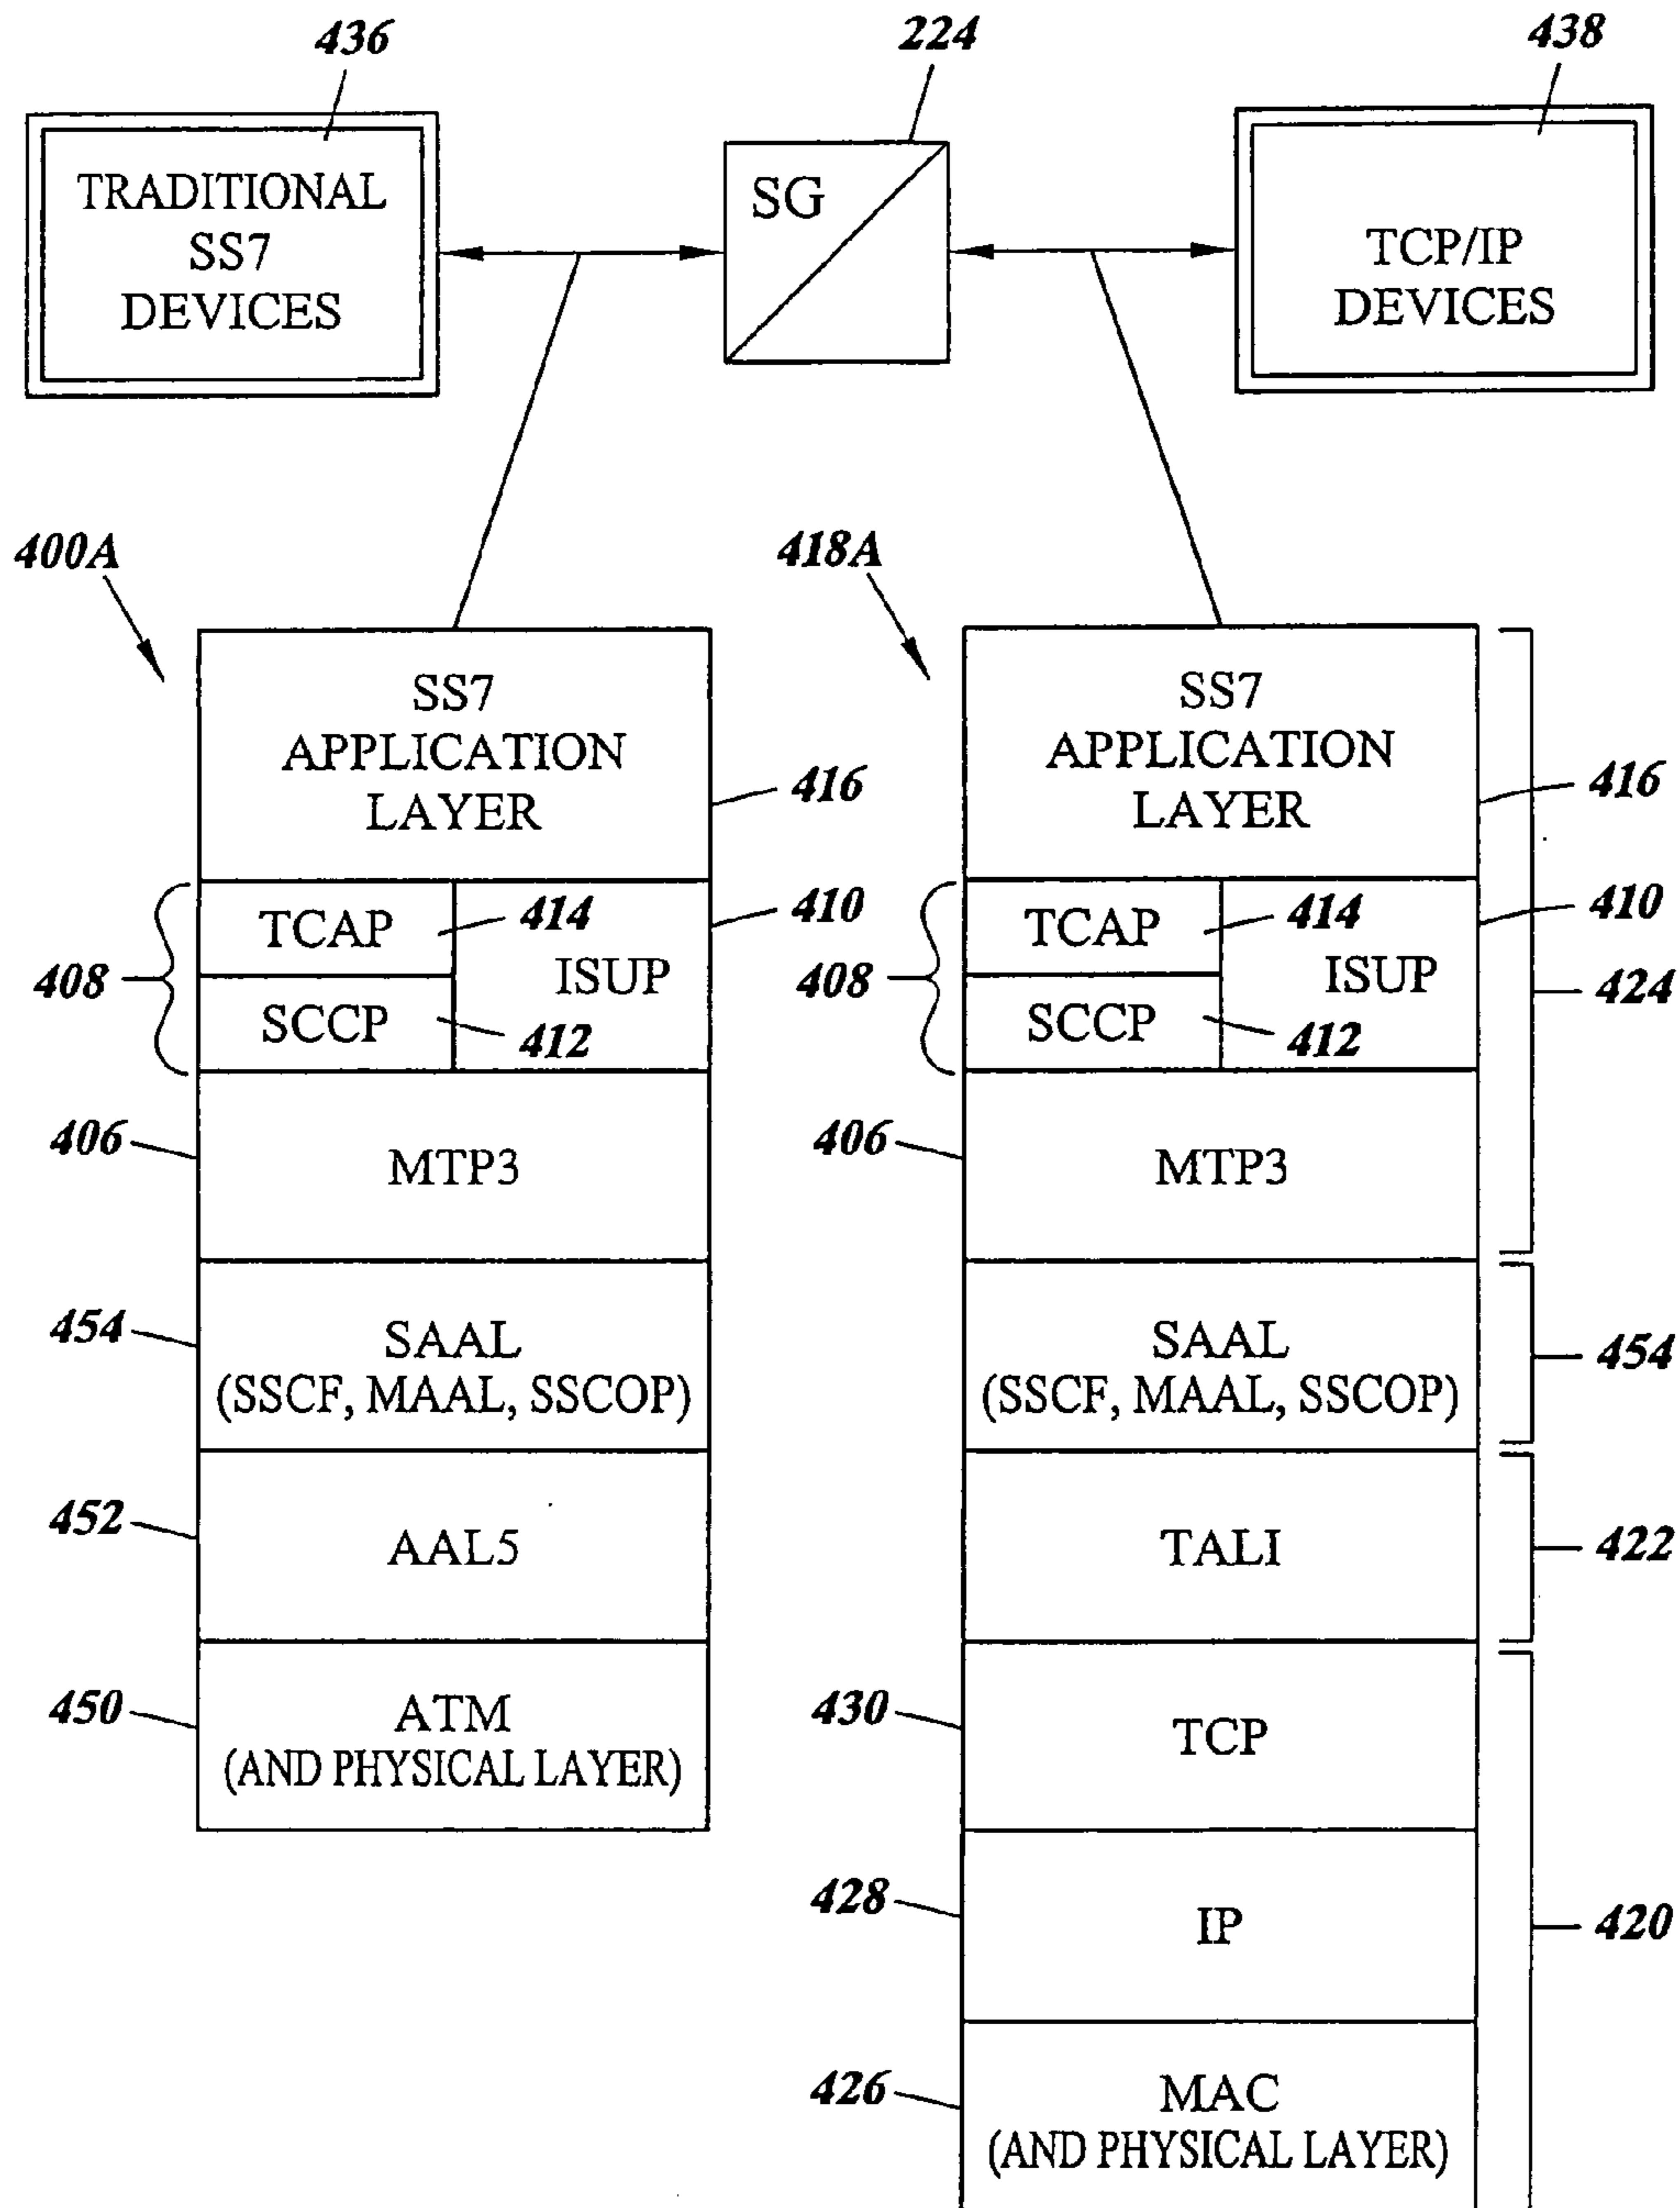 436
224
438
TRADITIONAL
SS7
DEVICES
SG
TCP/IP
DEVICES
400A
418A
SS7
APPLICATION
LAYER
416
SS7
APPLICATION
LAYER
416
408
TCAP
414
SCCP
412
ISUP
410
408
TCAP
414
SCCP
412
ISUP
410
424
406
MTP3
406
MTP3
454
SAAL
(SSCF, MAAL, SSCOP)
SAAL
(SSCF, MAAL, SSCOP)
454
452
AAL5
TALI
422
450
ATM
(AND PHYSICAL LAYER)
430
TCP
428
IP
420
426
MAC
(AND PHYSICAL LAYER)